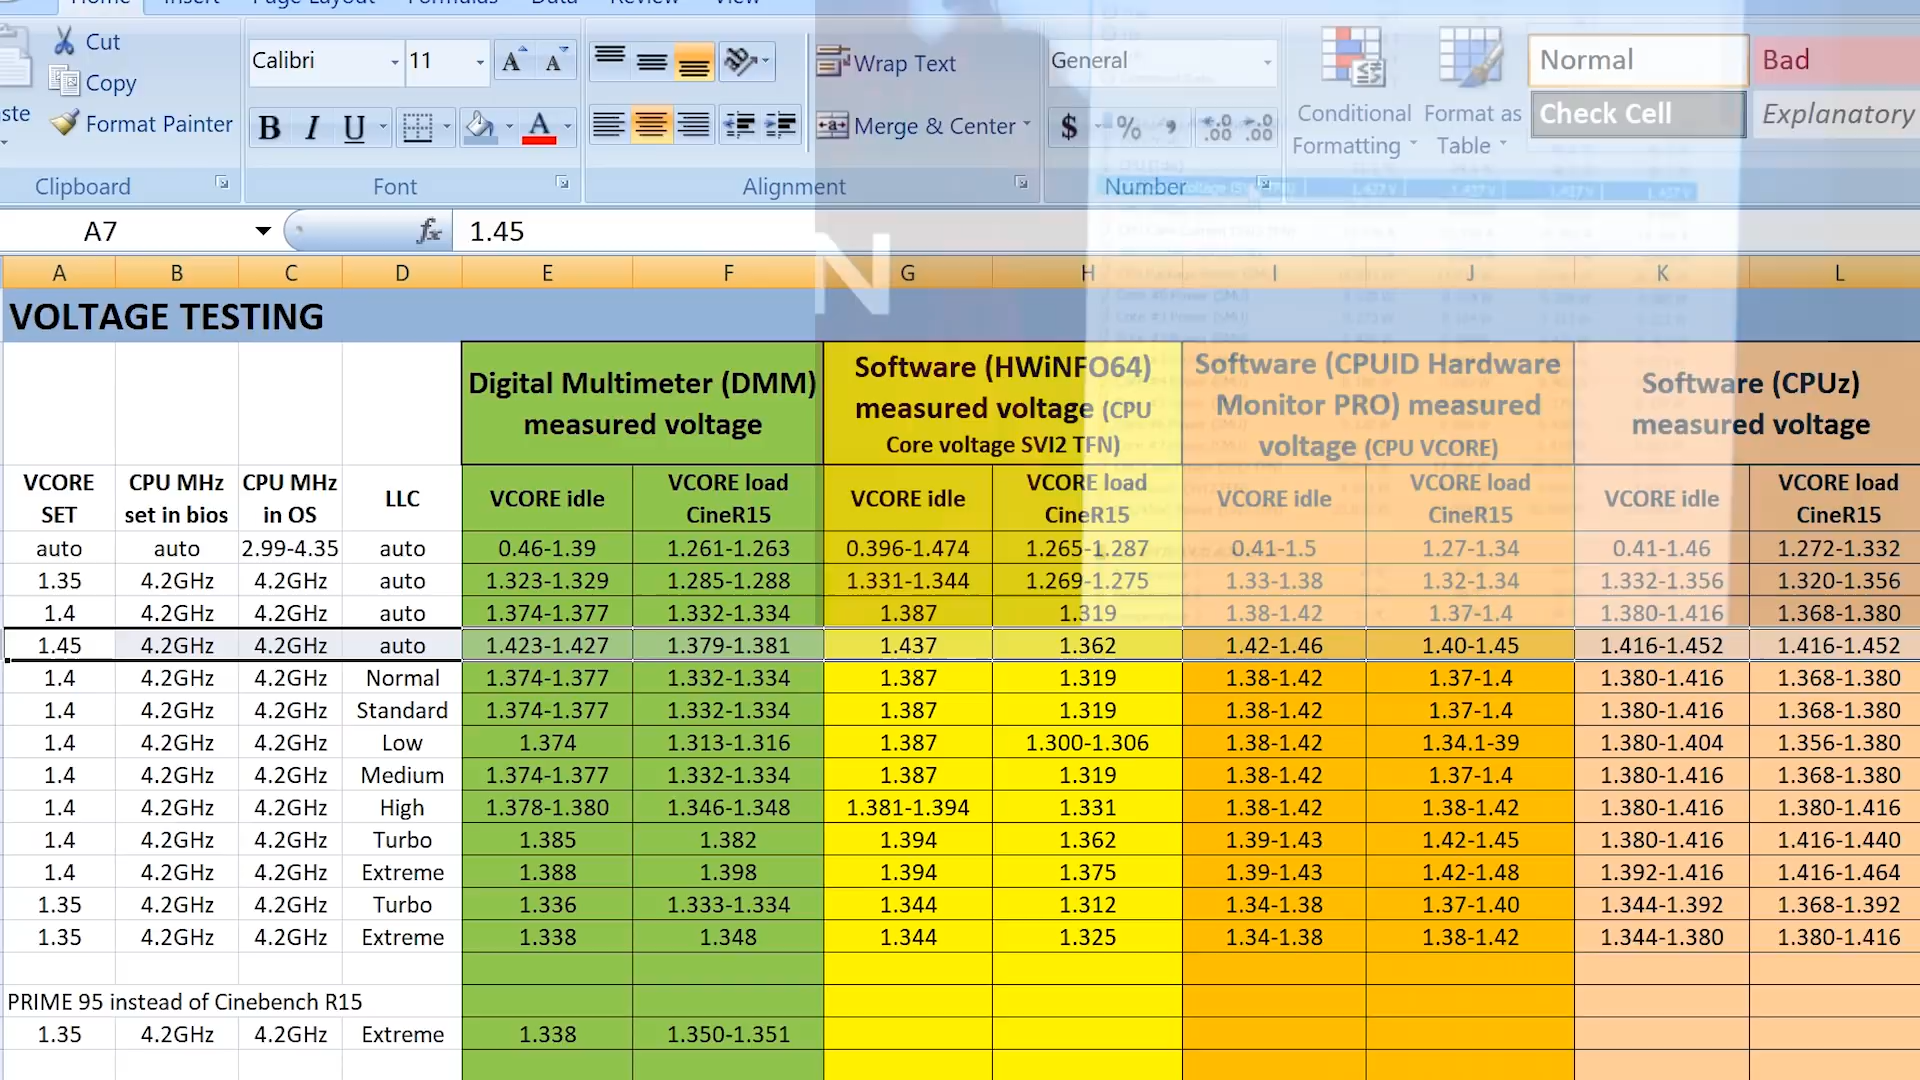 Home Insert Page Layout Formulas Data Review View
Cut
Copy
Format Painter
Clipboard
Calibri 11
B I U A
Font
Wrap Text
Merge & Center
Alignment
General
$ % ,
Number
Conditional Formatting
Format as Table
Normal Bad
Check Cell Explanatory
A7 fx 1.45
N
A B C D E F G H I J K L
VOLTAGE TESTING
Digital Multimeter (DMM)
measured voltage
Software (HWiNFO64)
measured voltage (CPU
Core voltage SVI2 TFN)
Software (CPUID Hardware
Monitor PRO) measured
voltage (CPU VCORE)
Software (CPUz)
measured voltage
VCORE SET CPU MHz set in bios CPU MHz in OS LLC VCORE idle VCORE load CineR15 VCORE idle VCORE load CineR15 VCORE idle VCORE load CineR15 VCORE idle VCORE load CineR15
auto auto 2.99-4.35 auto 0.46-1.39 1.261-1.263 0.396-1.474 1.265-1.287 0.41-1.5 1.27-1.34 0.41-1.46 1.272-1.332
1.35 4.2GHz 4.2GHz auto 1.323-1.329 1.285-1.288 1.331-1.344 1.269-1.275 1.33-1.38 1.32-1.34 1.332-1.356 1.320-1.356
1.4 4.2GHz 4.2GHz auto 1.374-1.377 1.332-1.334 1.387 1.319 1.38-1.42 1.37-1.4 1.380-1.416 1.368-1.380
1.45 4.2GHz 4.2GHz auto 1.423-1.427 1.379-1.381 1.437 1.362 1.42-1.46 1.40-1.45 1.416-1.452 1.416-1.452
1.4 4.2GHz 4.2GHz Normal 1.374-1.377 1.332-1.334 1.387 1.319 1.38-1.42 1.37-1.4 1.380-1.416 1.368-1.380
1.4 4.2GHz 4.2GHz Standard 1.374-1.377 1.332-1.334 1.387 1.319 1.38-1.42 1.37-1.4 1.380-1.416 1.368-1.380
1.4 4.2GHz 4.2GHz Low 1.374 1.313-1.316 1.387 1.300-1.306 1.38-1.42 1.34.1-39 1.380-1.404 1.356-1.380
1.4 4.2GHz 4.2GHz Medium 1.374-1.377 1.332-1.334 1.387 1.319 1.38-1.42 1.37-1.4 1.380-1.416 1.368-1.380
1.4 4.2GHz 4.2GHz High 1.378-1.380 1.346-1.348 1.381-1.394 1.331 1.38-1.42 1.38-1.42 1.380-1.416 1.380-1.416
1.4 4.2GHz 4.2GHz Turbo 1.385 1.382 1.394 1.362 1.39-1.43 1.42-1.45 1.380-1.416 1.416-1.440
1.4 4.2GHz 4.2GHz Extreme 1.388 1.398 1.394 1.375 1.39-1.43 1.42-1.48 1.392-1.416 1.416-1.464
1.35 4.2GHz 4.2GHz Turbo 1.336 1.333-1.334 1.344 1.312 1.34-1.38 1.37-1.40 1.344-1.392 1.368-1.392
1.35 4.2GHz 4.2GHz Extreme 1.338 1.348 1.344 1.325 1.34-1.38 1.38-1.42 1.344-1.380 1.380-1.416
PRIME 95 instead of Cinebench R15
1.35 4.2GHz 4.2GHz Extreme 1.338 1.350-1.351